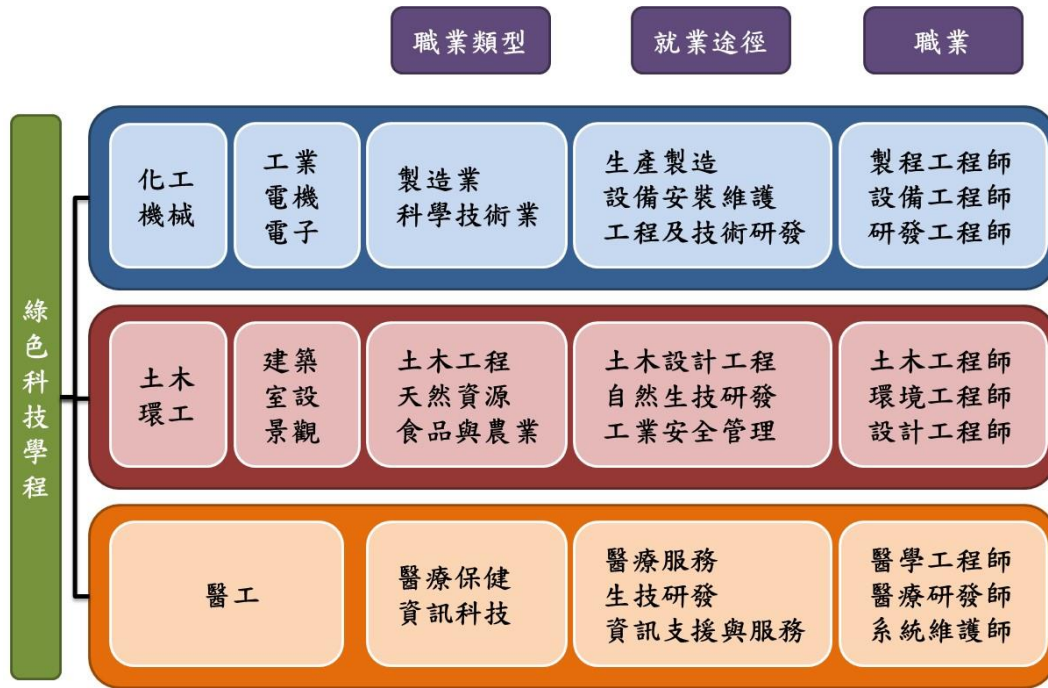 職業類型
就業途徑
職業
綠色科技學程
化工
機械
工業
電機
電子
製造業
科學技術業
生產製造
設備安裝維護
工程及技術研發
製程工程師
設備工程師
研發工程師
土木
環工
建築
室設
景觀
土木工程
天然資源
食品與農業
土木設計工程
自然生技研發
工業安全管理
土木工程師
環境工程師
設計工程師
醫工
醫療保健
資訊科技
醫療服務
生技研發
資訊支援與服務
醫學工程師
醫療研發師
系統維護師